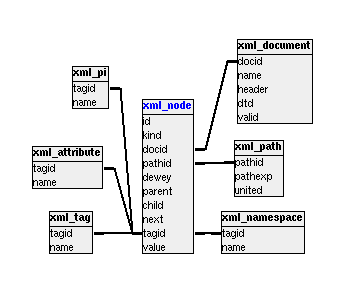 xml_document
docid
name
header
dtd
valid
xml_pi
tagid
name
xml_node
id
kind
docid
pathid
dewey
parent
child
next
tagid
value
xml_path
pathid
pathexp
united
xml_attribute
tagid
name
xml_tag
tagid
name
xml_namespace
tagid
name